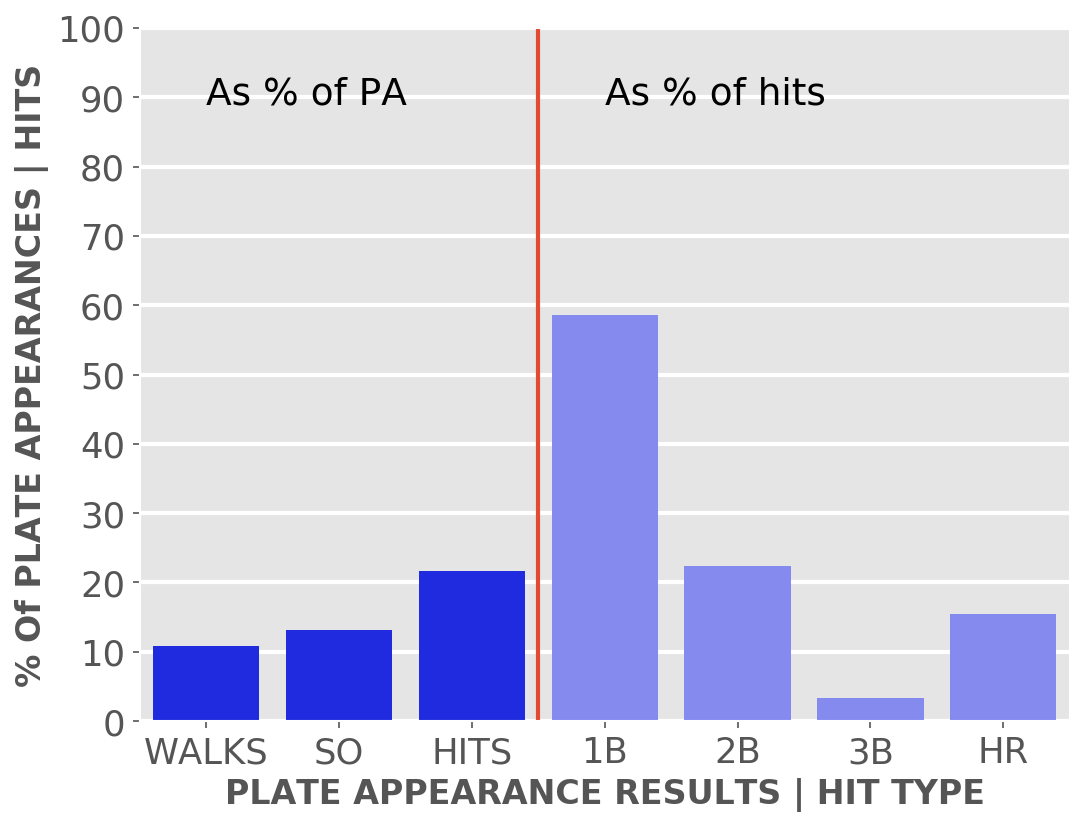 As % of PA
As % of hits
100
90
80
70
60
50
40
30
20
10
0
% Of PLATE APPEARANCES | HITS
WALKS SO HITS 1B 2B 3B HR
PLATE APPEARANCE RESULTS | HIT TYPE